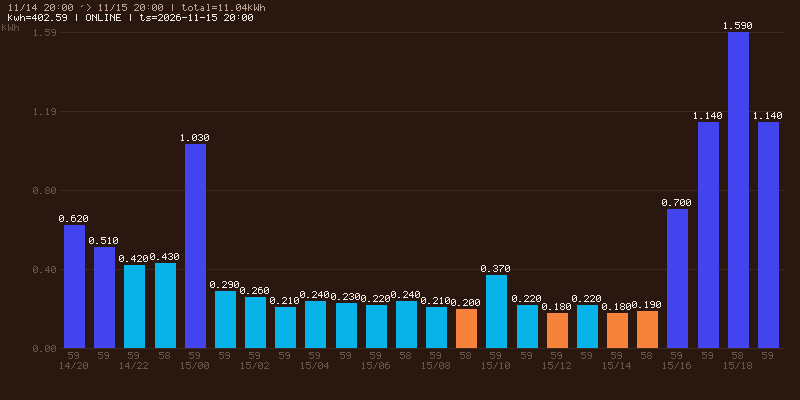 11/14 20:00 -> 11/15 20:00 | total=11.04kWh
Kwh=402.59 | ONLINE | ts=2026-11-15 20:00
kWh
1.59
1.19
0.80
0.40
0.00
0.620 0.510 0.420 0.430 1.030 0.290 0.260 0.210 0.240 0.230 0.220 0.240 0.210 0.200 0.370 0.220 0.180 0.220 0.180 0.190 0.700 1.140 1.590 1.140
59 59 59 58 59 59 59 59 59 59 59 58 59 58 59 59 59 59 59 58 59 59 58 59
14/20 14/22 15/00 15/02 15/04 15/06 15/08 15/10 15/12 15/14 15/16 15/18